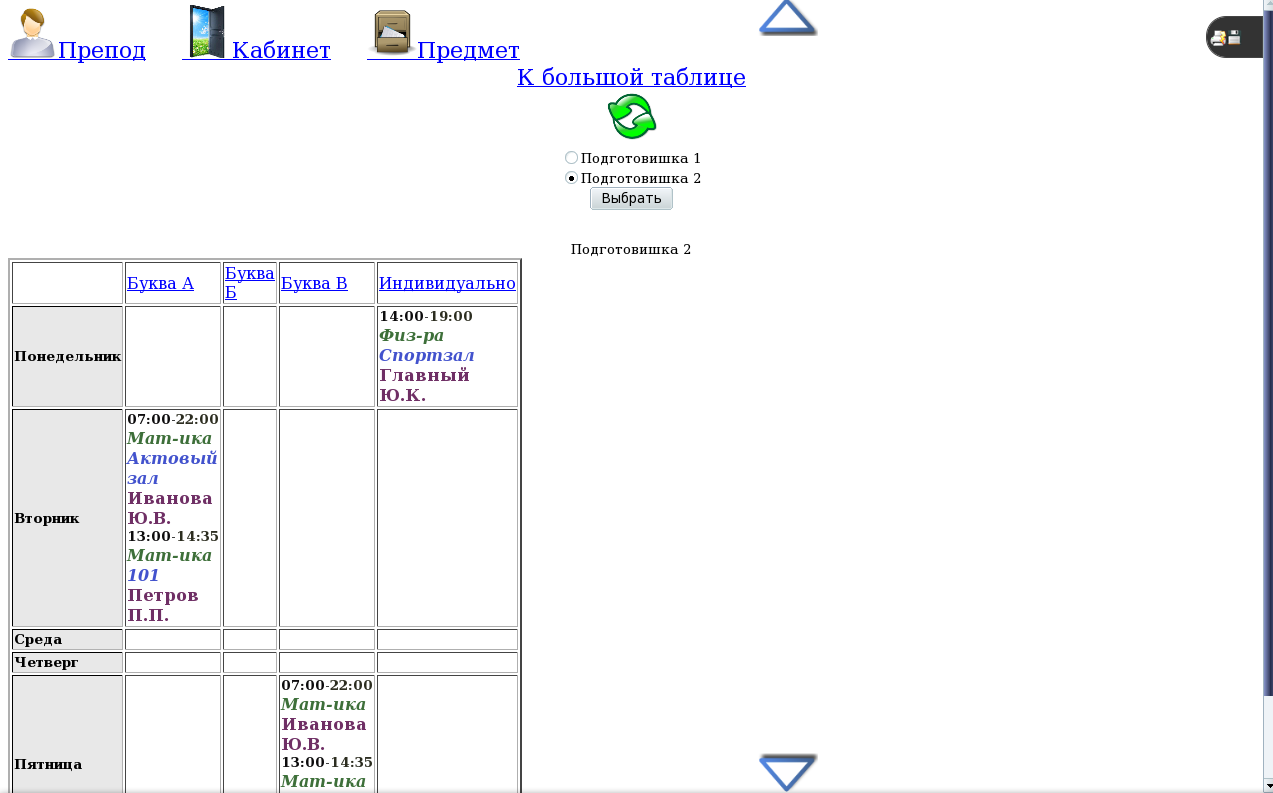 Препод Кабинет Предмет
К большой таблице
Подготовишка 1
Подготовишка 2
Выбрать
Подготовишка 2
Буква А
Буква
Б
Буква В
Индивидуально
Понедельник
14:00-19:00
Физ-ра
Спортзал
Главный
Ю.К.
Вторник
07:00-22:00
Мат-ика
Актовый
зал
Иванова
Ю.В.
13:00-14:35
Мат-ика
101
Петров
П.П.
Среда
Четверг
Пятница
07:00-22:00
Мат-ика
Иванова
Ю.В.
13:00-14:35
Мат-ика